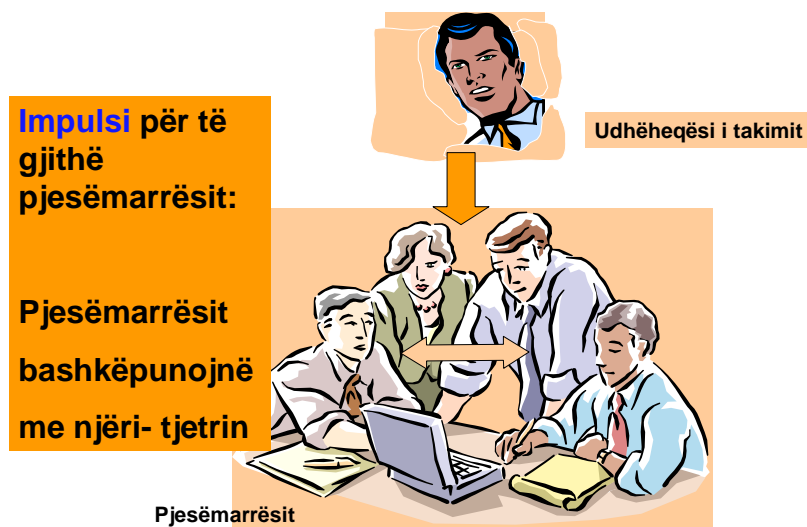 Impulsi për të
gjithë
pjesëmarrësit:
Pjesëmarrësit
bashkëpunojnë
me njëri- tjetrin
Udhëheqësi i takimit
Pjesëmarrësit